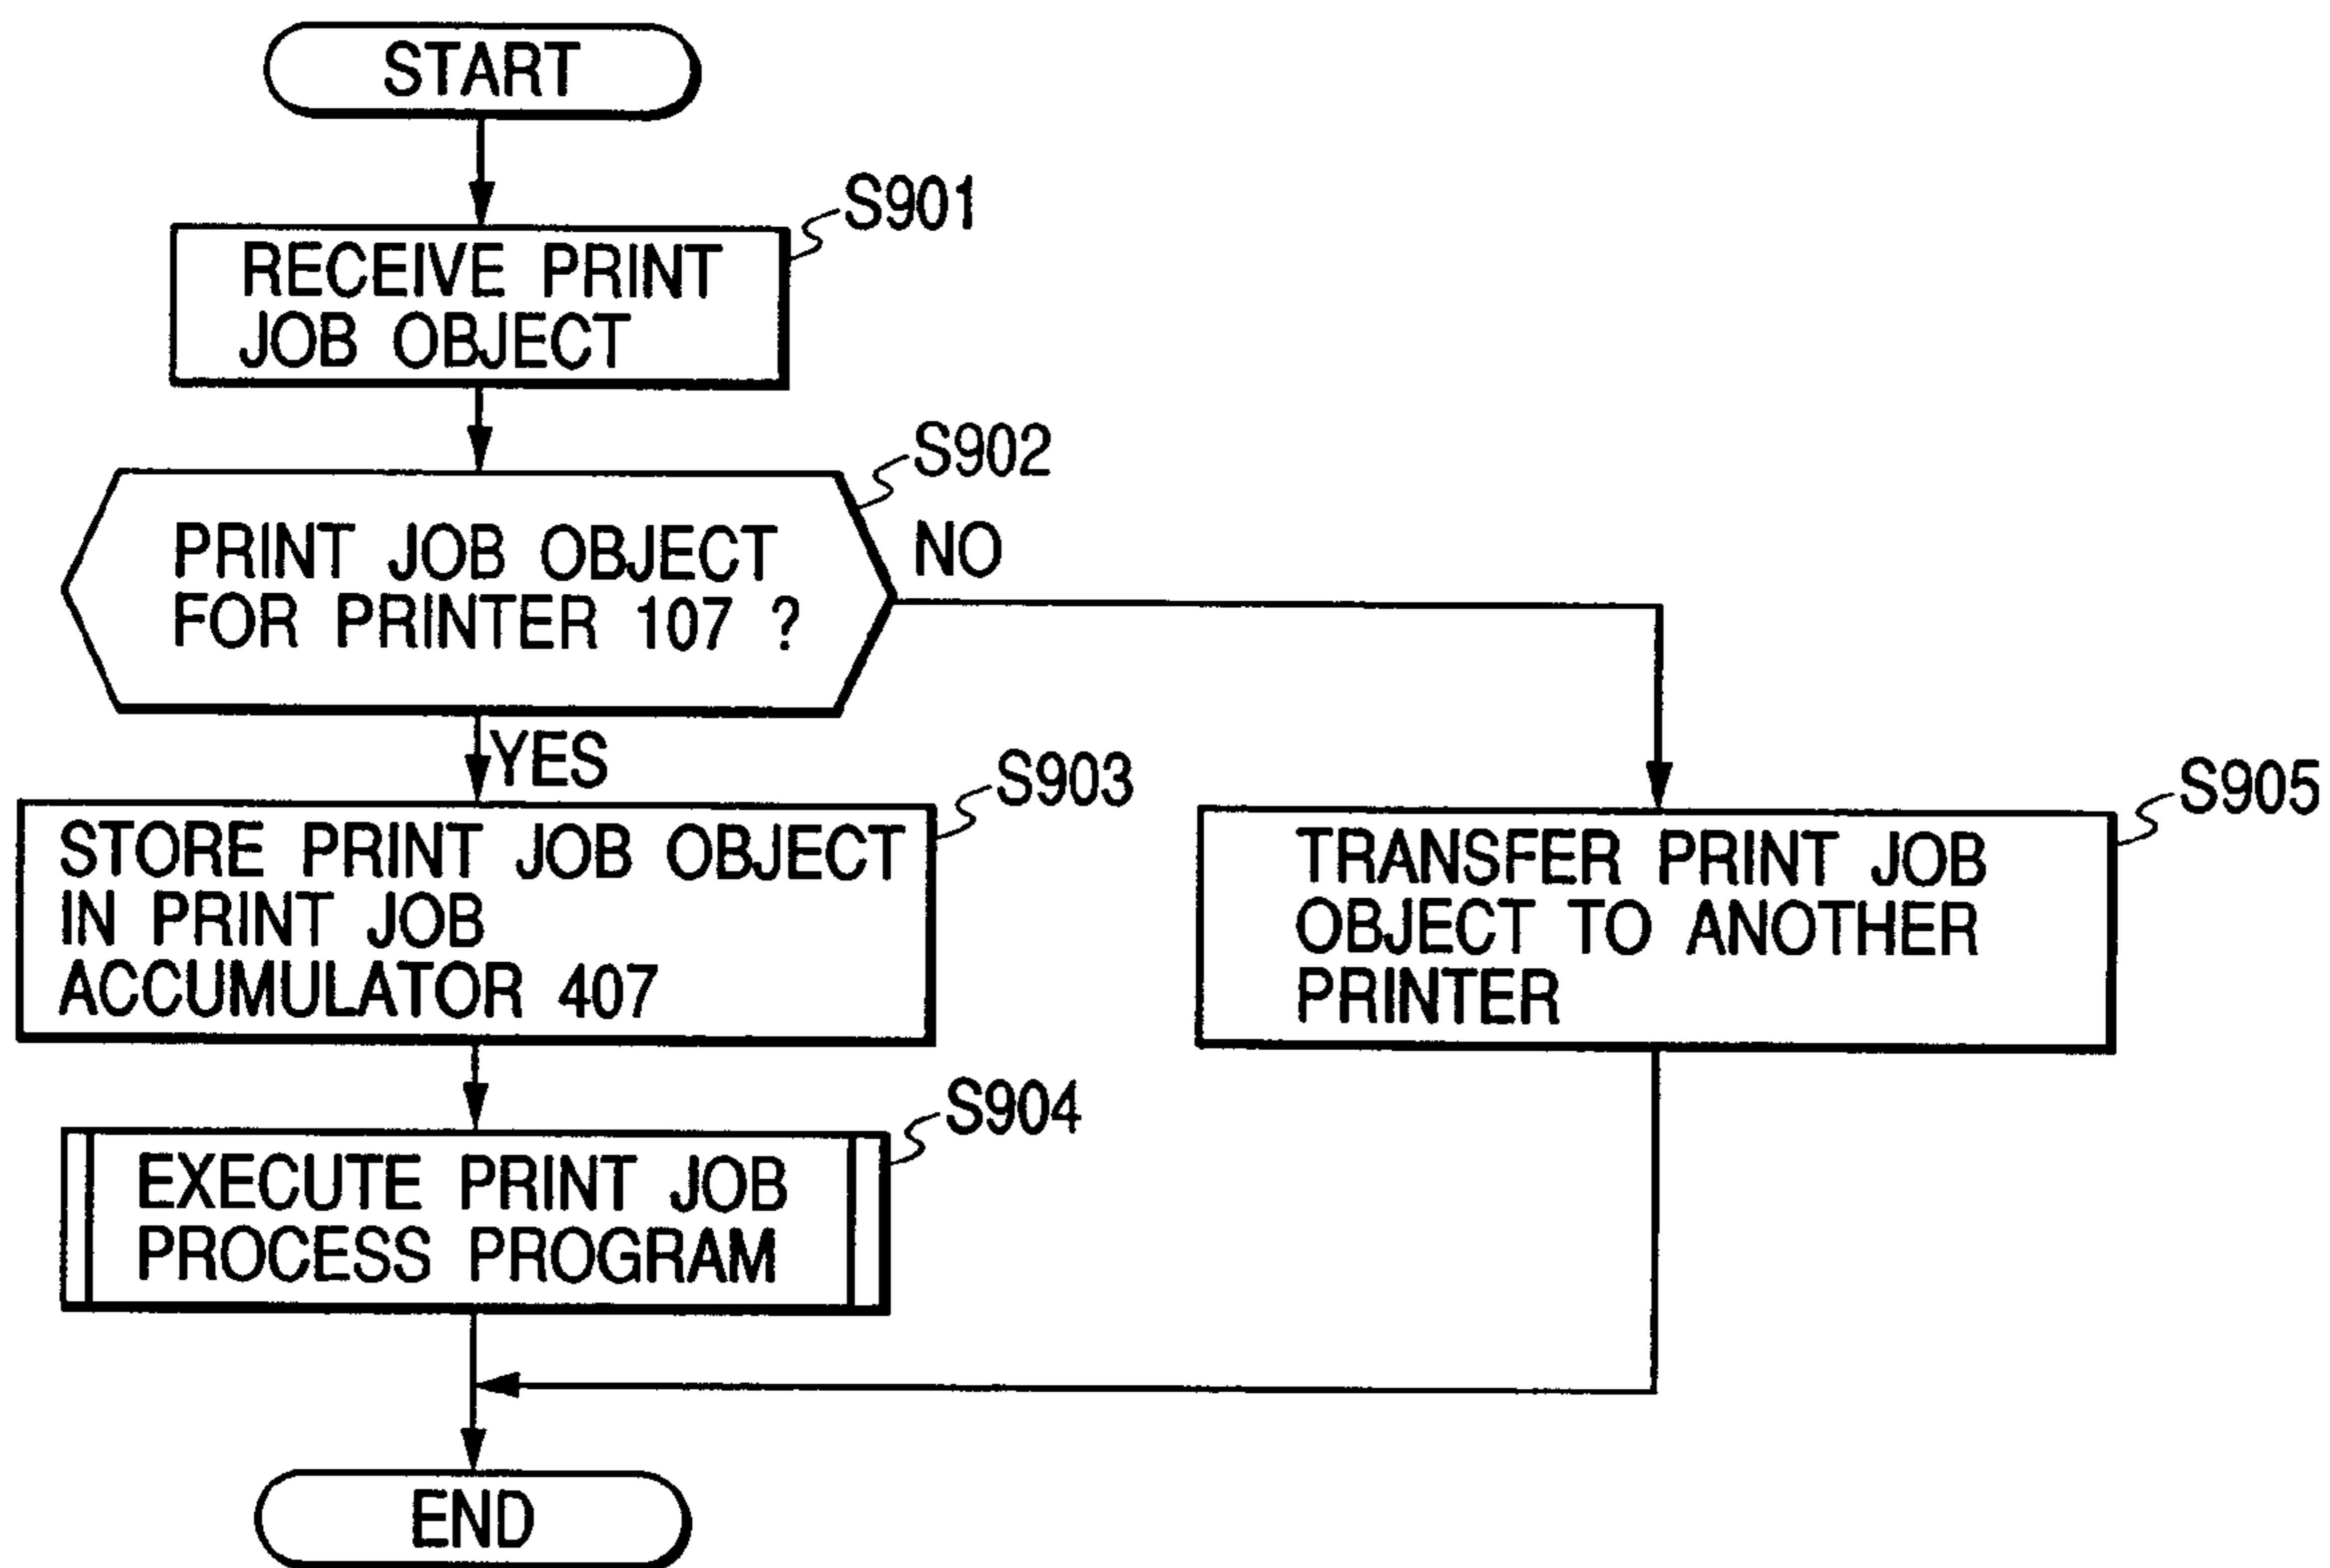 START
S901
RECEIVE PRINT
JOB OBJECT
S902
PRINT JOB OBJECT
FOR PRINTER 107 ?
NO
YES
S903
STORE PRINT JOB OBJECT
IN PRINT JOB
ACCUMULATOR 407
S905
TRANSFER PRINT JOB
OBJECT TO ANOTHER
PRINTER
S904
EXECUTE PRINT JOB
PROCESS PROGRAM
END